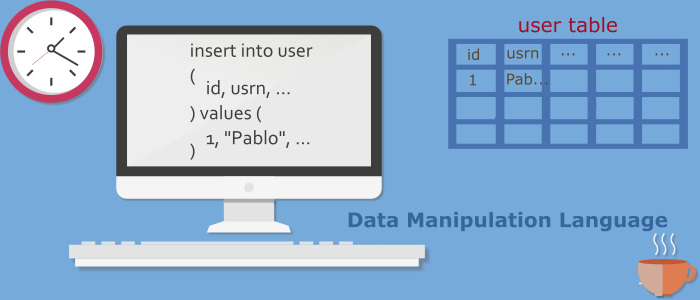 insert into user
(
id, usrn, ...
) values (
1, "Pablo", ...
)
user table
id usrn ... ... ...
1 Pab...
Data Manipulation Language